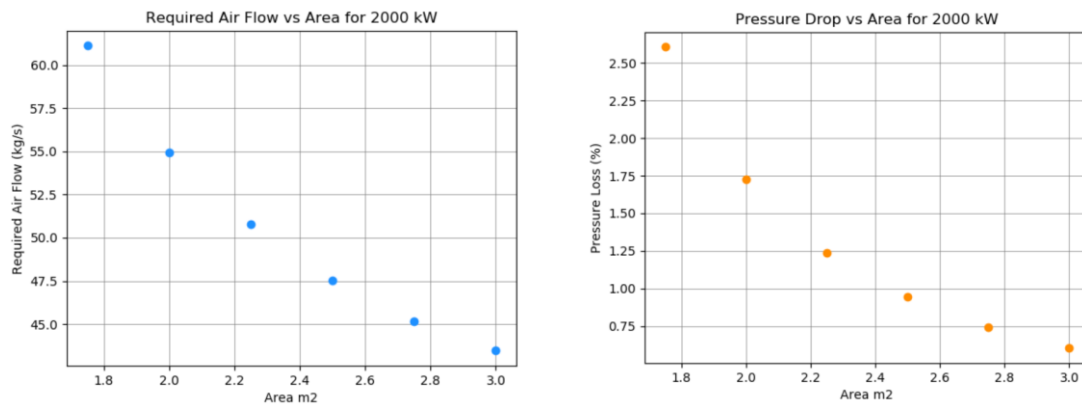 Required Air Flow vs Area for 2000 kW
Required Air Flow (kg/s)
60.0
57.5
55.0
52.5
50.0
47.5
45.0
1.8 2.0 2.2 2.4 2.6 2.8 3.0
Area m2
Pressure Drop vs Area for 2000 kW
Pressure Loss (%)
2.50
2.25
2.00
1.75
1.50
1.25
1.00
0.75
1.8 2.0 2.2 2.4 2.6 2.8 3.0
Area m2